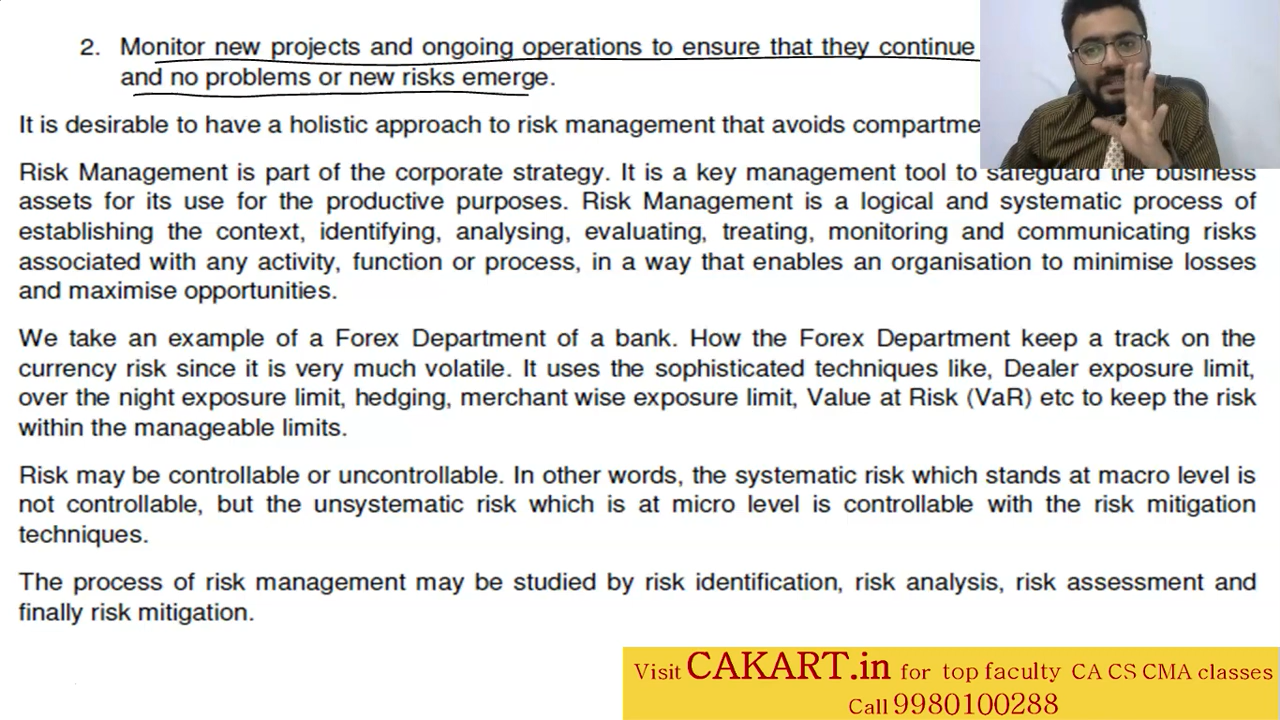 2. Monitor new projects and ongoing operations to ensure that they continue
and no problems or new risks emerge.
It is desirable to have a holistic approach to risk management that avoids
Risk Management is part of the corporate strategy. It is a key management tool to safeguard the business
assets for its use for the productive purposes. Risk Management is a logical and systematic process of
establishing the context, identifying, analysing, evaluating, treating, monitoring and communicating risks
associated with any activity, function or process, in a way that enables an organisation to minimise losses
and maximise opportunities.
We take an example of a Forex Department of a bank. How the Forex Department keep a track on the
currency risk since it is very much volatile. It uses the sophisticated techniques like, Dealer exposure limit,
over the night exposure limit, hedging, merchant wise exposure limit, Value at Risk (VaR) etc to keep the risk
within the manageable limits.
Risk may be controllable or uncontrollable. In other words, the systematic risk which stands at macro level is
not controllable, but the unsystematic risk which is at micro level is controllable with the risk mitigation
techniques.
The process of risk management may be studied by risk identification, risk analysis, risk assessment and
finally risk mitigation.
Visit CAKART.in for top faculty CA CS CMA classes
Call 9980100288